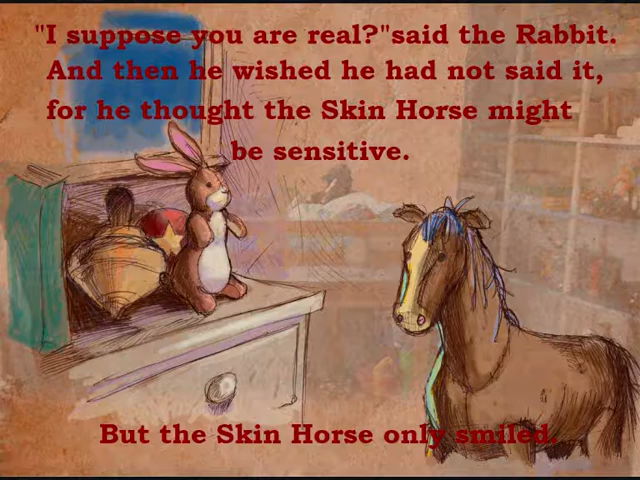 "I suppose you are real?"said the Rabbit.
And then he wished he had not said it,
for he thought the Skin Horse might
be sensitive.
But the Skin Horse only smiled.